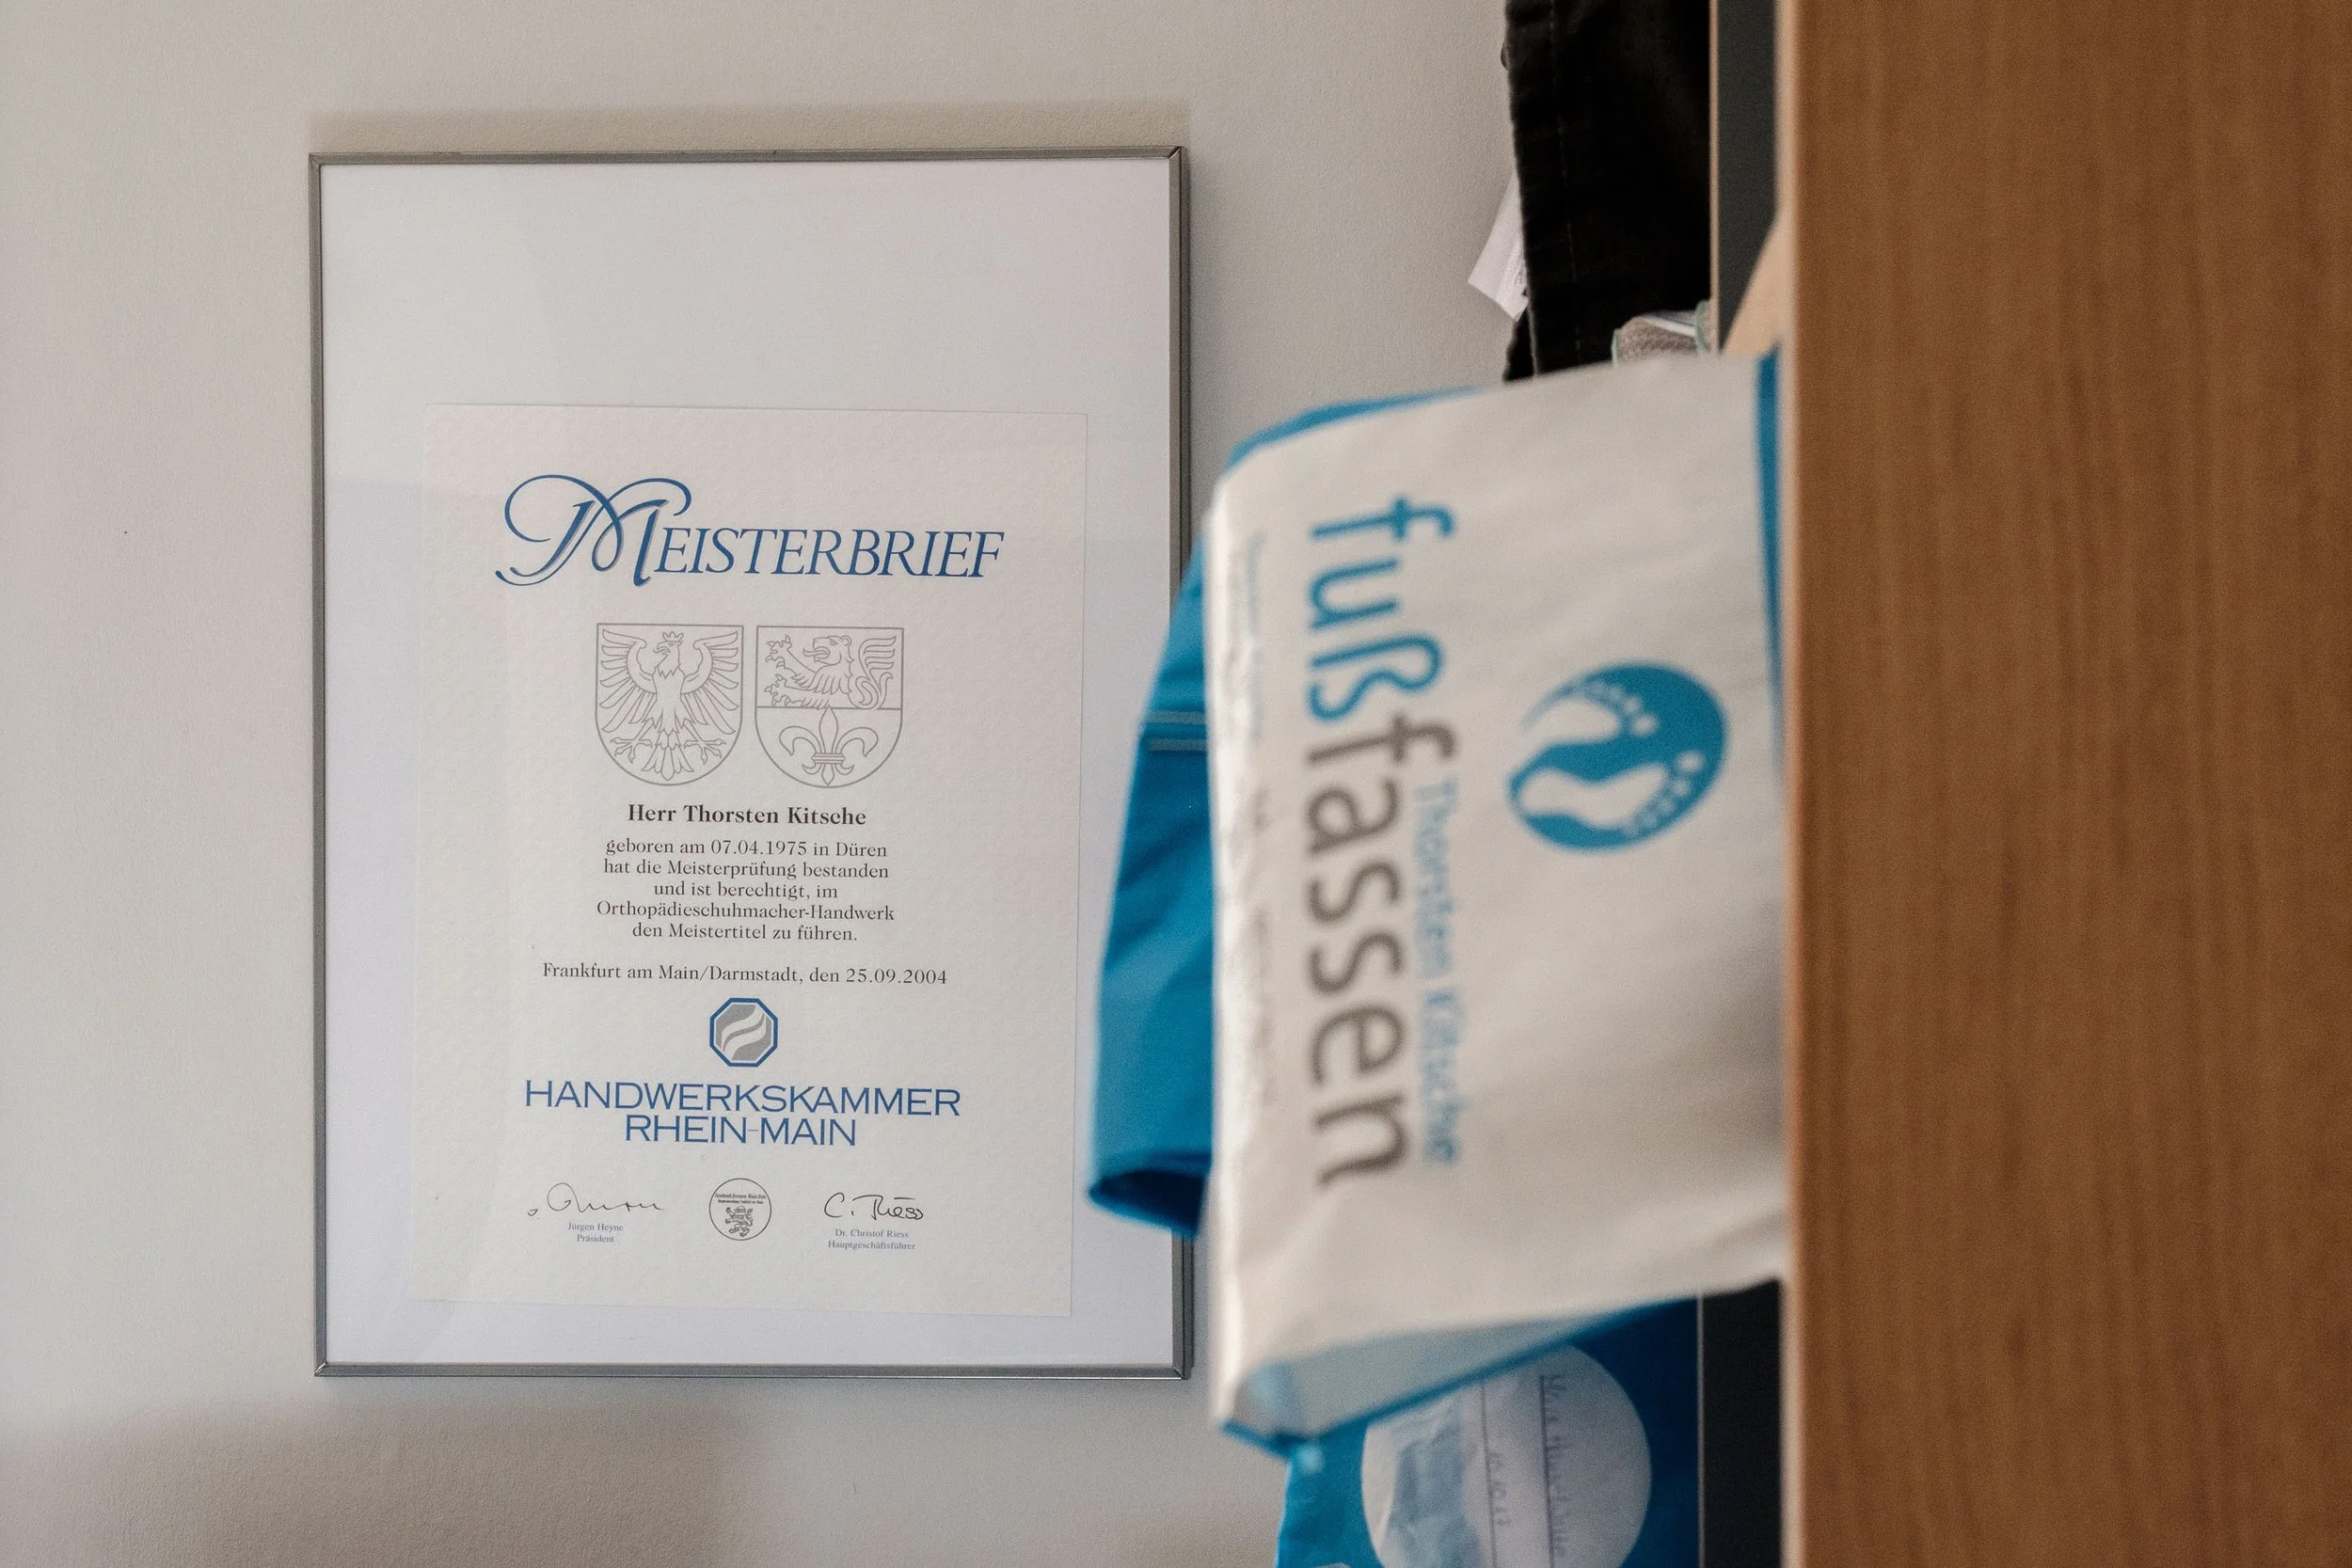 MEISTERBRIEF
Herr Thorsten Kitsche
geboren am 07.04.1975 in Düren
hat die Meisterprüfung bestanden
und ist berechtigt, im
Orthopädieschuhmacher-Handwerk
den Meistertitel zu führen.
Frankfurt am Main/Darmstadt, den 25.09.2004
HANDWERKSKAMMER
RHEIN-MAIN
C. Riess
Jürgen Heyne
Präsident
Dr. Christof Riess
Hauptgeschäftsführer
Thorsten Kitsche
fußfassen